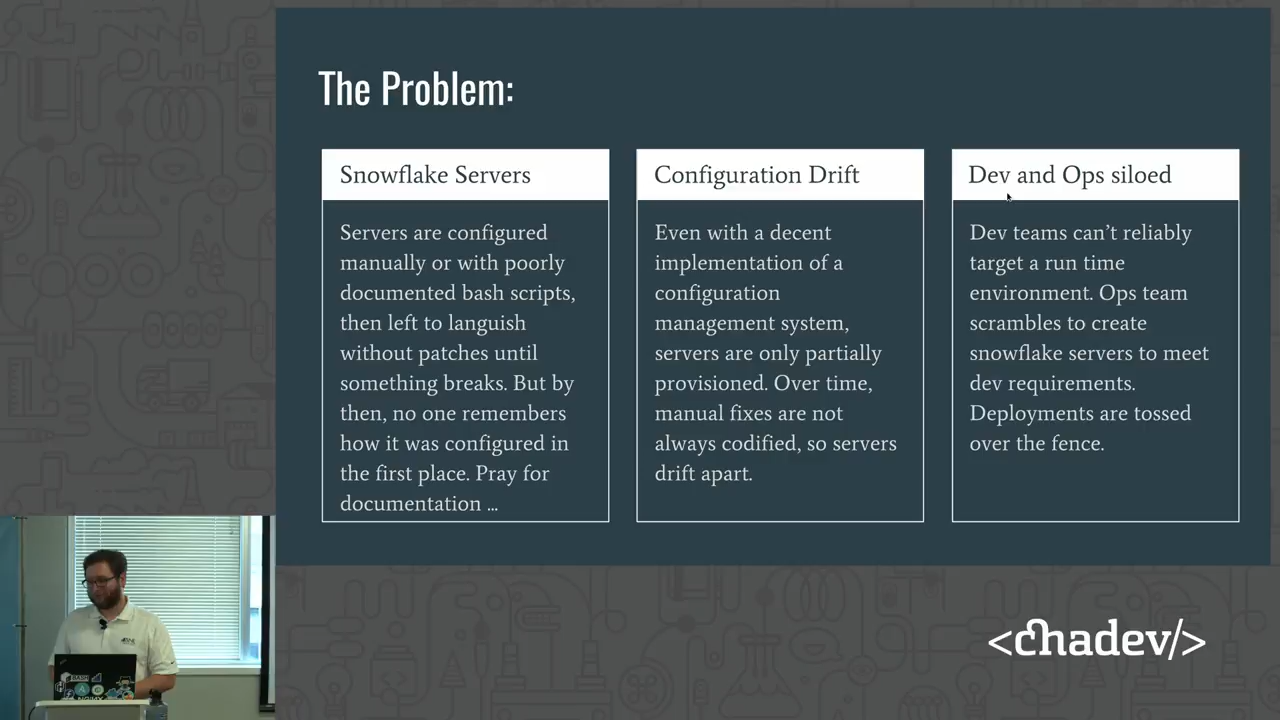 The Problem:
Snowflake Servers
Servers are configured
manually or with poorly
documented bash scripts,
then left to languish
without patches until
something breaks. But by
then, no one remembers
how it was configured in
the first place. Pray for
documentation ...
Configuration Drift
Even with a decent
implementation of a
configuration
management system,
servers are only partially
provisioned. Over time,
manual fixes are not
always codified, so servers
drift apart.
Dev and Ops siloed
Dev teams can’t reliably
target a run time
environment. Ops team
scrambles to create
snowflake servers to meet
dev requirements.
Deployments are tossed
over the fence.
<chadev/>
BASH
NGINX